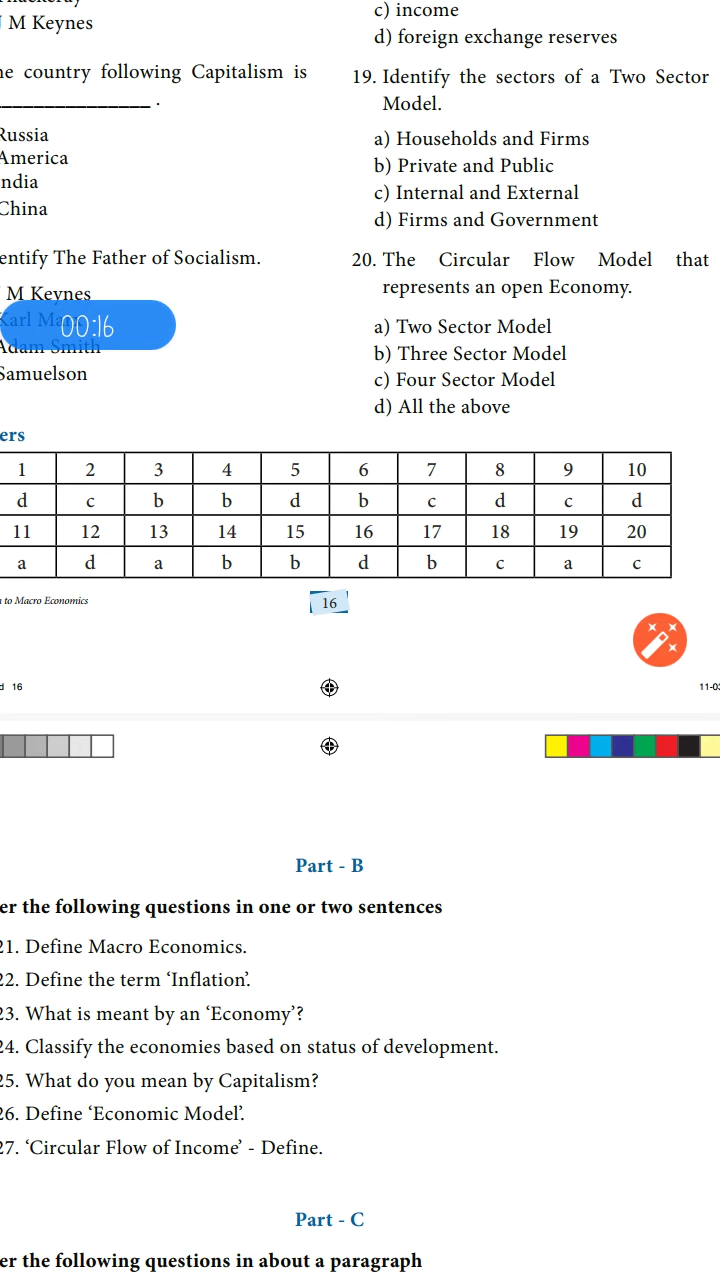 J M Keynes
c) income
d) foreign exchange reserves
country following Capitalism is
_______________ .
Russia
America
China
entify The Father of Socialism.
M Keynes
Karl Marx
Adam Smith
Samuelson
00:16
19. Identify the sectors of a Two Sector
Model.
a) Households and Firms
b) Private and Public
c) Internal and External
d) Firms and Government
20. The Circular Flow Model that
represents an open Economy.
a) Two Sector Model
b) Three Sector Model
c) Four Sector Model
d) All the above
ers
1 2 3 4 5 6 7 8 9 10
d c b b d b c d c d
11 12 13 14 15 16 17 18 19 20
a d a b b d b c a c
to Macro Economics
16
d 16
11-03
Part - B
er the following questions in one or two sentences
21. Define Macro Economics.
22. Define the term ‘Inflation’.
23. What is meant by an ‘Economy’?
24. Classify the economies based on status of development.
25. What do you mean by Capitalism?
26. Define ‘Economic Model’.
27. ‘Circular Flow of Income’ - Define.
Part - C
er the following questions in about a paragraph